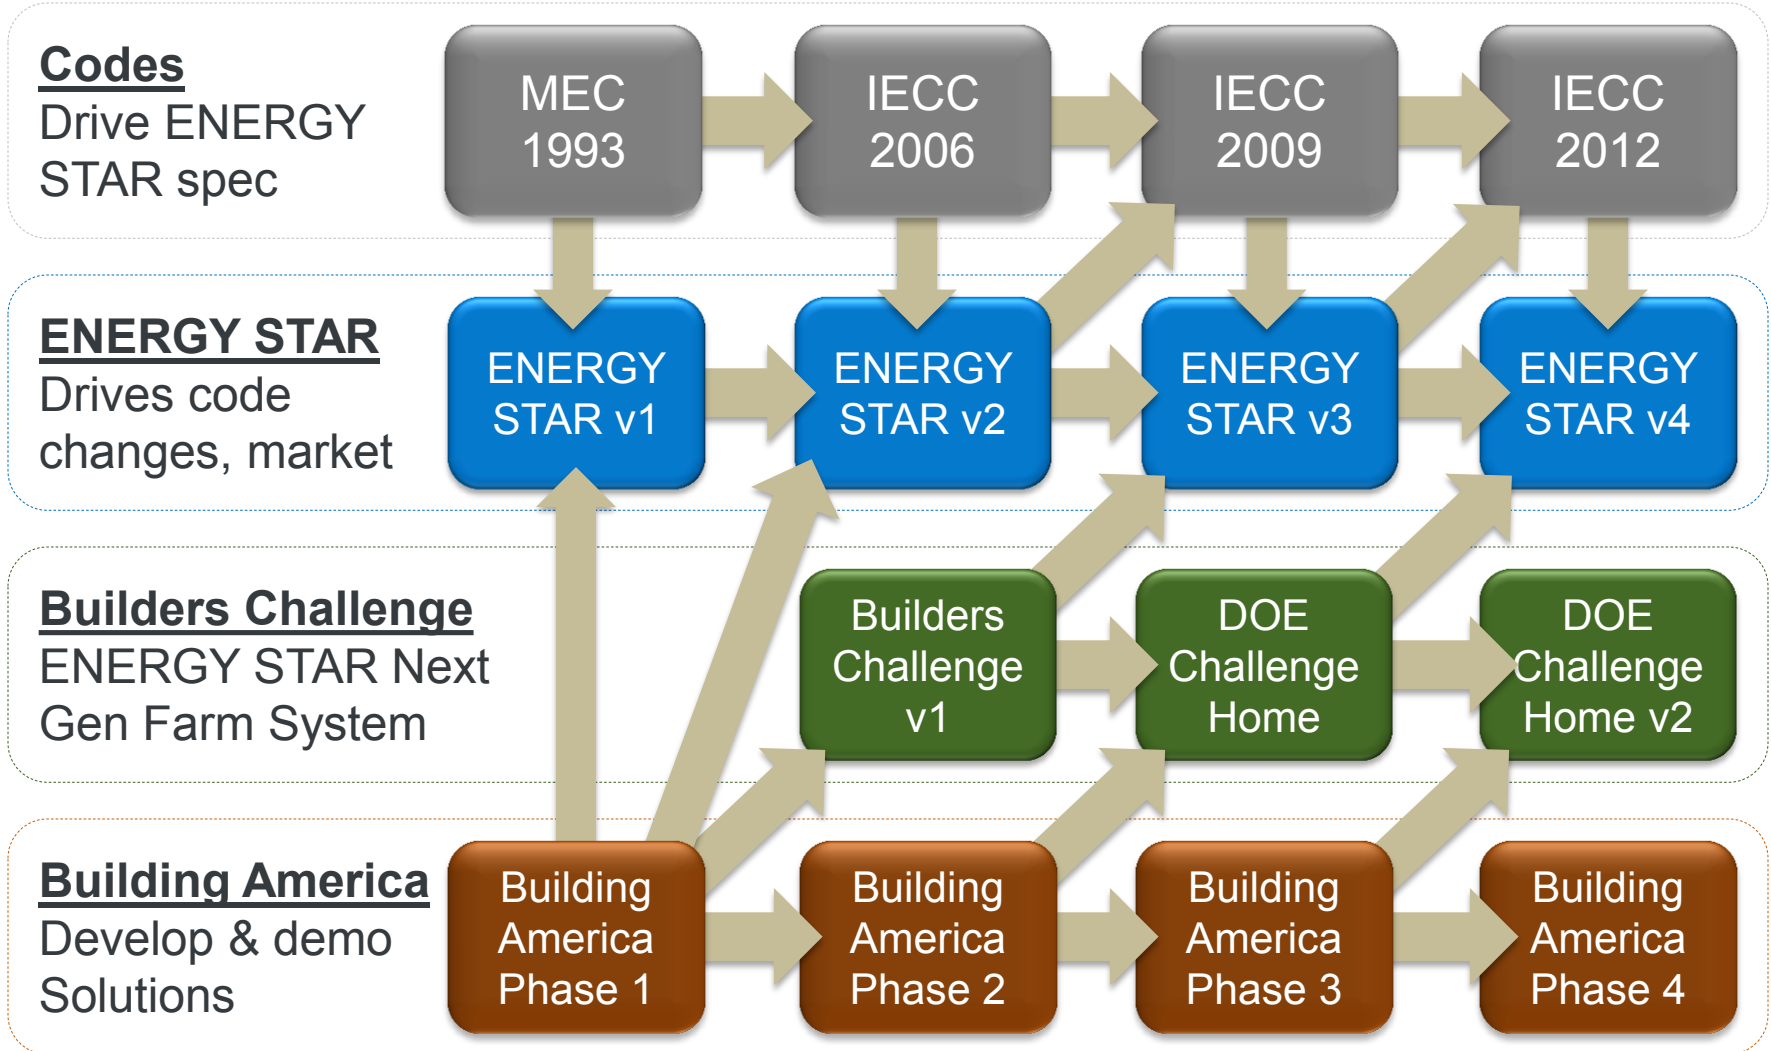 Codes
Drive ENERGY
STAR spec
MEC
1993
IECC
2006
IECC
2009
IECC
2012
ENERGY STAR
Drives code
changes, market
ENERGY
STAR v1
ENERGY
STAR v2
ENERGY
STAR v3
ENERGY
STAR v4
Builders Challenge
ENERGY STAR Next
Gen Farm System
Builders
Challenge
v1
DOE
Challenge
Home
DOE
Challenge
Home v2
Building America
Develop & demo
Solutions
Building
America
Phase 1
Building
America
Phase 2
Building
America
Phase 3
Building
America
Phase 4